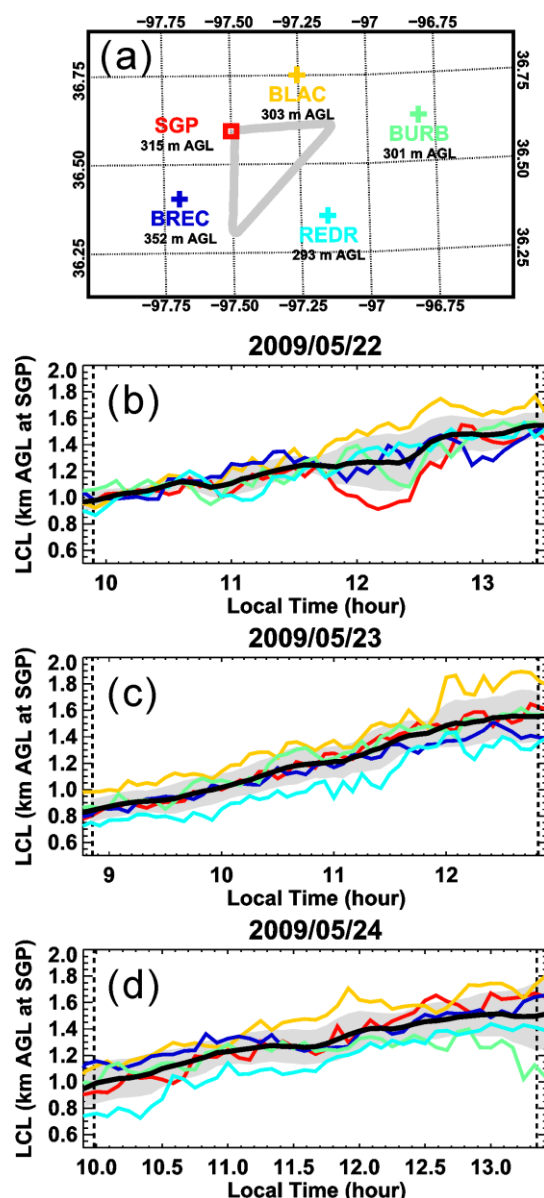 −97.75 −97.50 −97.25 −97 −96.75
(a)
36.75 36.75
BLAC
303 m AGL
SGP
315 m AGL
BURB
301 m AGL
36.50 36.50
BREC
352 m AGL
REDR
293 m AGL
36.25 36.25
−97.75 −97.50 −97.25 −97 −96.75
2009/05/22
(b)
LCL (km AGL at SGP)
2.0
1.8
1.6
1.4
1.2
1.0
0.8
0.6
10 11 12 13
Local Time (hour)
2009/05/23
(c)
LCL (km AGL at SGP)
2.0
1.8
1.6
1.4
1.2
1.0
0.8
0.6
9 10 11 12
Local Time (hour)
2009/05/24
(d)
LCL (km AGL at SGP)
2.0
1.8
1.6
1.4
1.2
1.0
0.8
0.6
10.0 10.5 11.0 11.5 12.0 12.5 13.0
Local Time (hour)